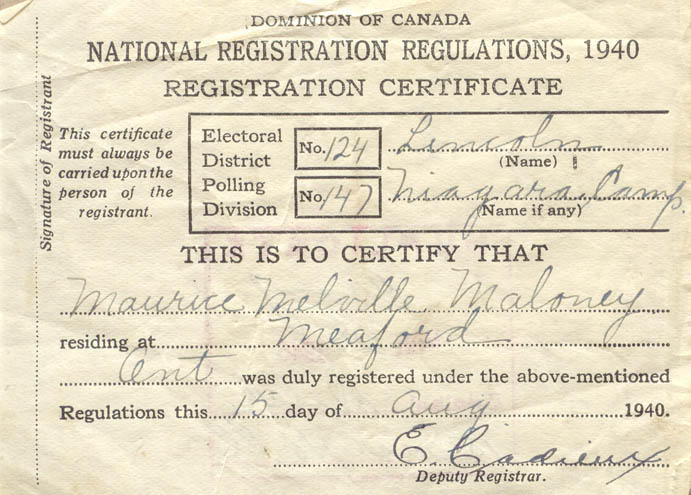 DOMINION OF CANADA
NATIONAL REGISTRATION REGULATIONS, 1940
REGISTRATION CERTIFICATE
Signature of Registrant
This certificate
must always be
carried upon the
person of the
registrant.
Electoral District No. 124 Lincoln
(Name)
Polling Division No. 147 Niagara Camp.
(Name if any)
THIS IS TO CERTIFY THAT
Maurice Melville Maloney
residing at Meaford
Ont was duly registered under the above-mentioned
Regulations this 15 day of Aug 1940.
E. Cadieux
Deputy Registrar.